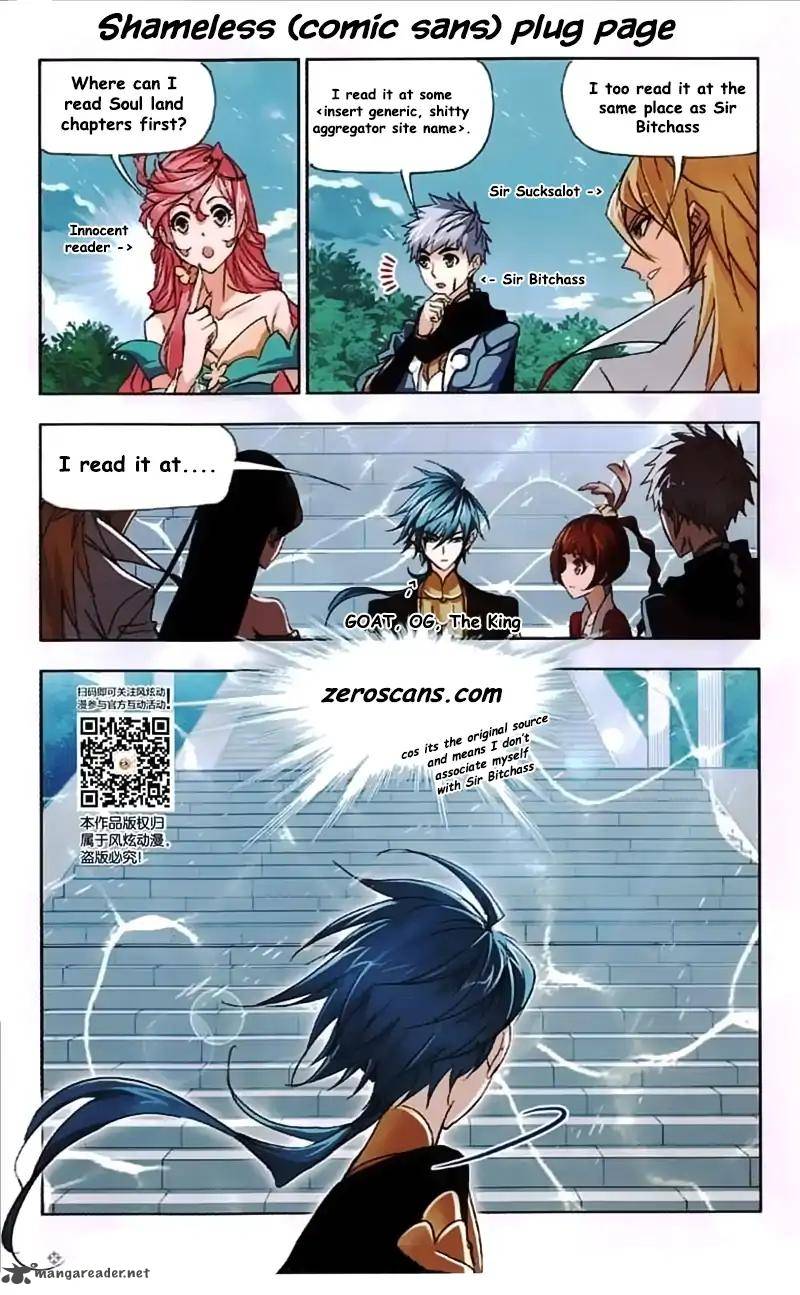 Shameless (comic sans) plug page
Where can I
read Soul land
chapters first?
Innocent
reader ->
I read it at some
<insert generic, shitty
aggregator site name>.
I too read it at the
same place as Sir
Bitchass
Sir Sucksalot ->
<- Sir Bitchass
I read it at....
GOAT, OG, The King
zeroscans.com
cos its the original source
and means I don't
associate myself
with Sir Bitchass
扫码即可关注风炫动
漫参与官方互动活动!
本作品版权归
属于风炫动漫,
盗版必究!
mangareader.net